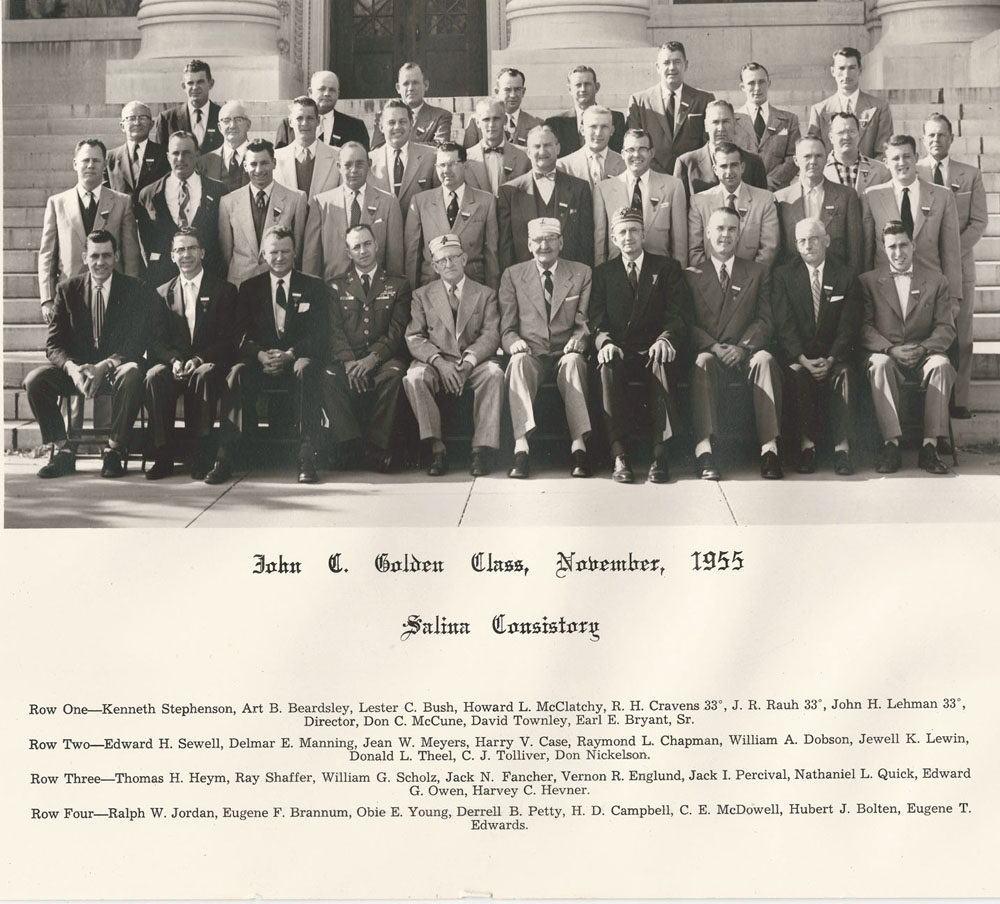 John C. Golden Class, November, 1955
Salina Consistory
Row One—Kenneth Stephenson, Art B. Beardsley, Lester C. Bush, Howard L. McClatchy, R. H. Cravens 33°, J. R. Rauh 33°, John H. Lehman 33°,
Director, Don C. McCune, David Townley, Earl E. Bryant, Sr.
Row Two—Edward H. Sewell, Delmar E. Manning, Jean W. Meyers, Harry V. Case, Raymond L. Chapman, William A. Dobson, Jewell K. Lewin,
Donald L. Theel, C. J. Tolliver, Don Nickelson.
Row Three—Thomas H. Heym, Ray Shaffer, William G. Scholz, Jack N. Fancher, Vernon R. Englund, Jack I. Percival, Nathaniel L. Quick, Edward
G. Owen, Harvey C. Hevner.
Row Four—Ralph W. Jordan, Eugene F. Brannum, Obie E. Young, Derrell B. Petty, H. D. Campbell, C. E. McDowell, Hubert J. Bolten, Eugene T.
Edwards.